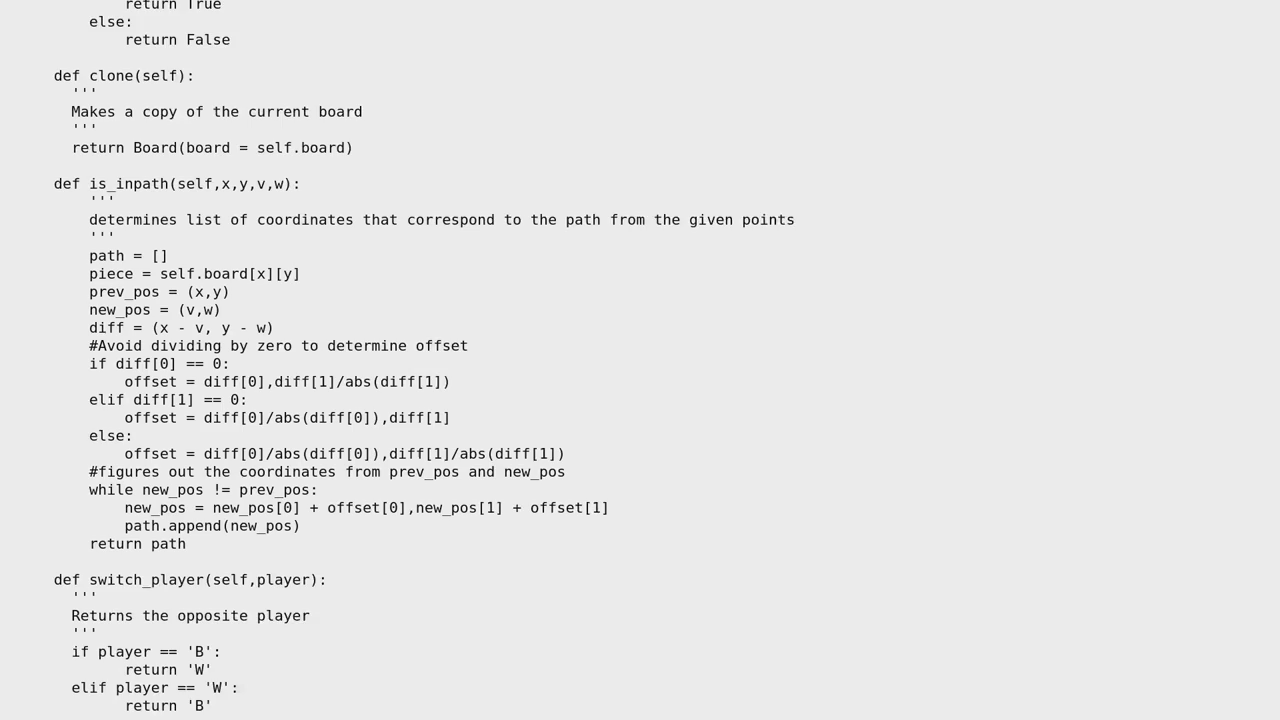 return True
else:
return False
def clone(self):
'''
Makes a copy of the current board
'''
return Board(board = self.board)
def is_inpath(self,x,y,v,w):
'''
determines list of coordinates that correspond to the path from the given points
'''
path = []
piece = self.board[x][y]
prev_pos = (x,y)
new_pos = (v,w)
diff = (x - v, y - w)
#Avoid dividing by zero to determine offset
if diff[0] == 0:
offset = diff[0],diff[1]/abs(diff[1])
elif diff[1] == 0:
offset = diff[0]/abs(diff[0]),diff[1]
else:
offset = diff[0]/abs(diff[0]),diff[1]/abs(diff[1])
#figures out the coordinates from prev_pos and new_pos
while new_pos != prev_pos:
new_pos = new_pos[0] + offset[0],new_pos[1] + offset[1]
path.append(new_pos)
return path
def switch_player(self,player):
'''
Returns the opposite player
'''
if player == 'B':
return 'W'
elif player == 'W':
return 'B'